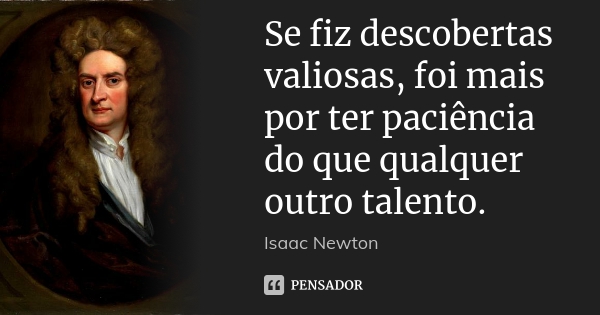 Se fiz descobertas
valiosas, foi mais
por ter paciência
do que qualquer
outro talento.
Isaac Newton
PENSADOR